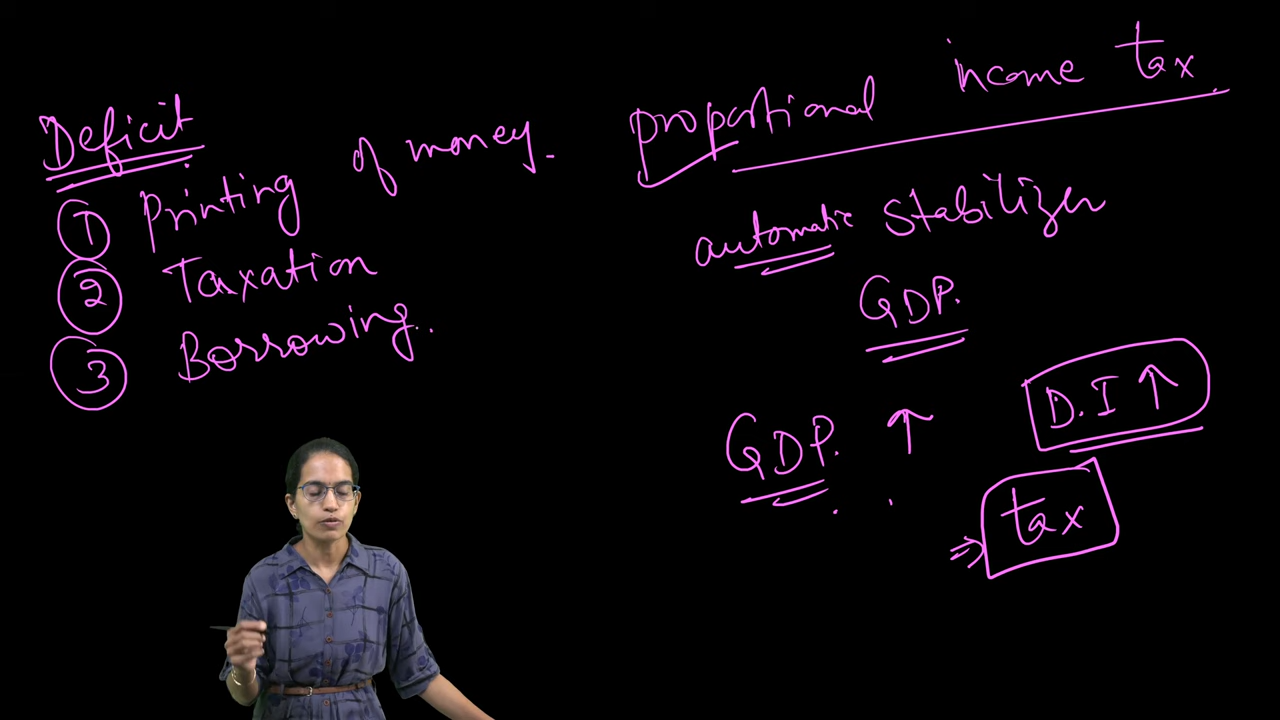 Deficit
① Printing of money.
② Taxation
③ Borrowing..
proportional income tax
automatic stabilizer
GDP.
GDP. ↑
D.I ↑
⇒ tax